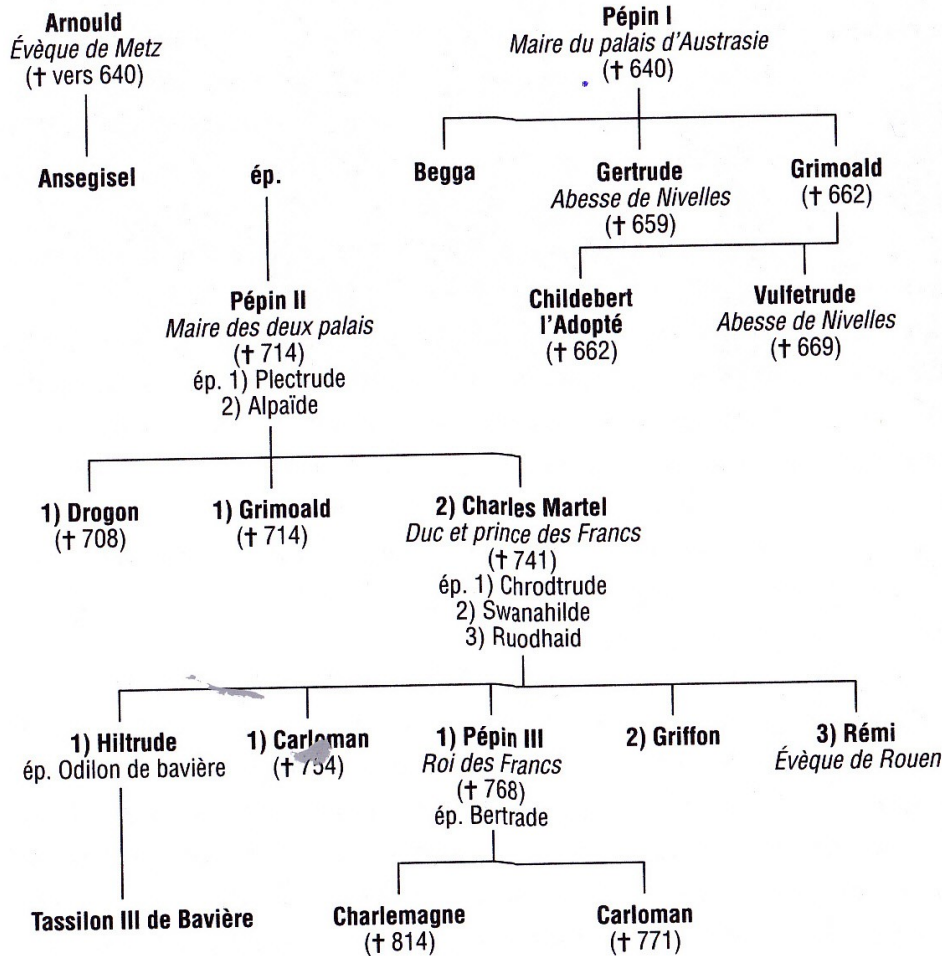 Arnould
Évèque de Metz
(† vers 640)
Pépin I
Maire du palais d'Austrasie
(† 640)
Ansegisel
ép.
Begga
Gertrude
Abesse de Nivelles
(† 659)
Grimoald
(† 662)
Pépin II
Maire des deux palais
(† 714)
ép. 1) Plectrude
2) Alpaïde
Childebert
l'Adopté
(† 662)
Vulfetrude
Abesse de Nivelles
(† 669)
1) Drogon
(† 708)
1) Grimoald
(† 714)
2) Charles Martel
Duc et prince des Francs
(† 741)
ép. 1) Chrodtrude
2) Swanahilde
3) Ruodhaid
1) Hiltrude
ép. Odilon de bavière
1) Carloman
(† 754)
1) Pépin III
Roi des Francs
(† 768)
ép. Bertrade
2) Griffon
3) Rémi
Évèque de Rouen
Tassilon III de Bavière
Charlemagne
(† 814)
Carloman
(† 771)